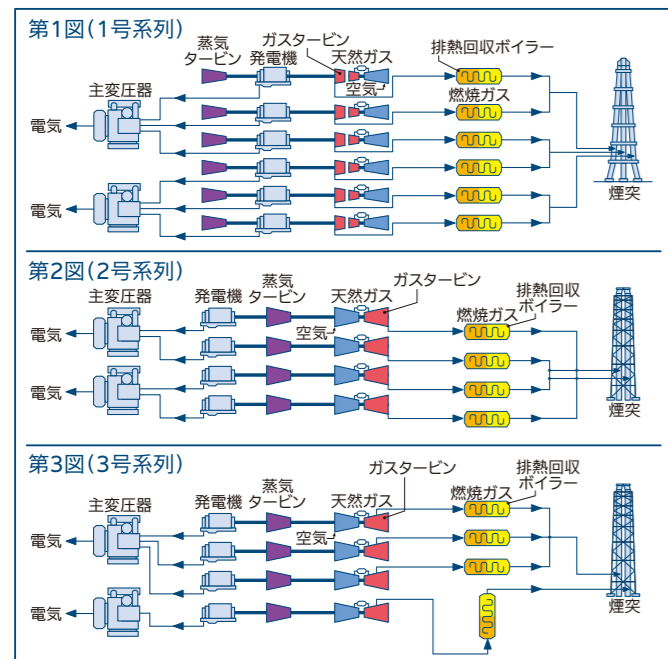 第1図(1号系列)
蒸気
タービン
発電機
ガスタービン
天然ガス
空気
排熱回収ボイラー
燃焼ガス
主変圧器
電気
電気
煙突
第2図(2号系列)
主変圧器
発電機
蒸気
タービン
天然ガス
ガスタービン
空気
燃焼ガス
排熱回収
ボイラー
電気
電気
煙突
第3図(3号系列)
主変圧器
発電機
蒸気
タービン
天然ガス
ガスタービン
空気
燃焼ガス
排熱回収
ボイラー
電気
電気
煙突